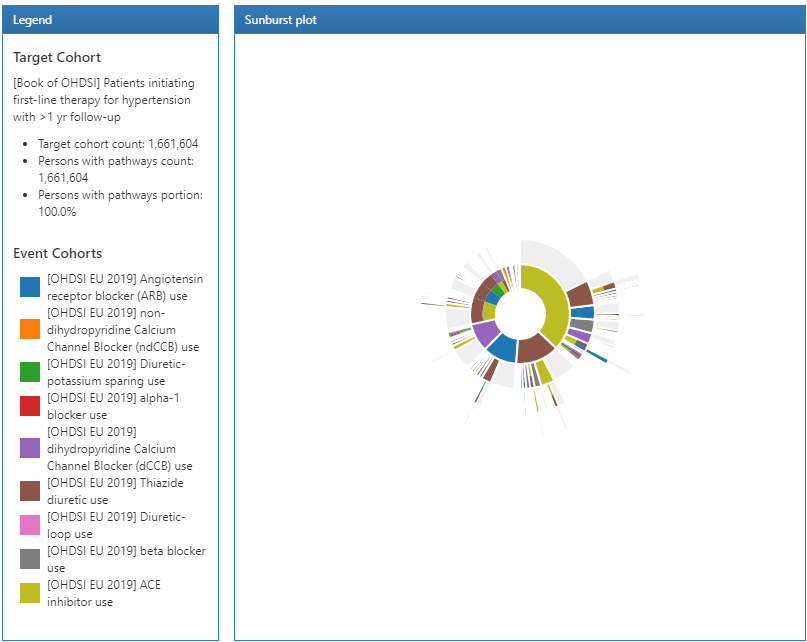 Legend
Sunburst plot
Target Cohort
[Book of OHDSI] Patients initiating
first-line therapy for hypertension
with >1 yr follow-up
• Target cohort count: 1,661,604
• Persons with pathways count:
1,661,604
• Persons with pathways portion:
100.0%
Event Cohorts
[OHDSI EU 2019] Angiotensin
receptor blocker (ARB) use
[OHDSI EU 2019] non-
dihydropyridine Calcium
Channel Blocker (ndCCB) use
[OHDSI EU 2019] Diuretic-
potassium sparing use
[OHDSI EU 2019] alpha-1
blocker use
[OHDSI EU 2019]
dihydropyridine Calcium
Channel Blocker (dCCB) use
[OHDSI EU 2019] Thiazide
diuretic use
[OHDSI EU 2019] Diuretic-
loop use
[OHDSI EU 2019] beta blocker
use
[OHDSI EU 2019] ACE
inhibitor use